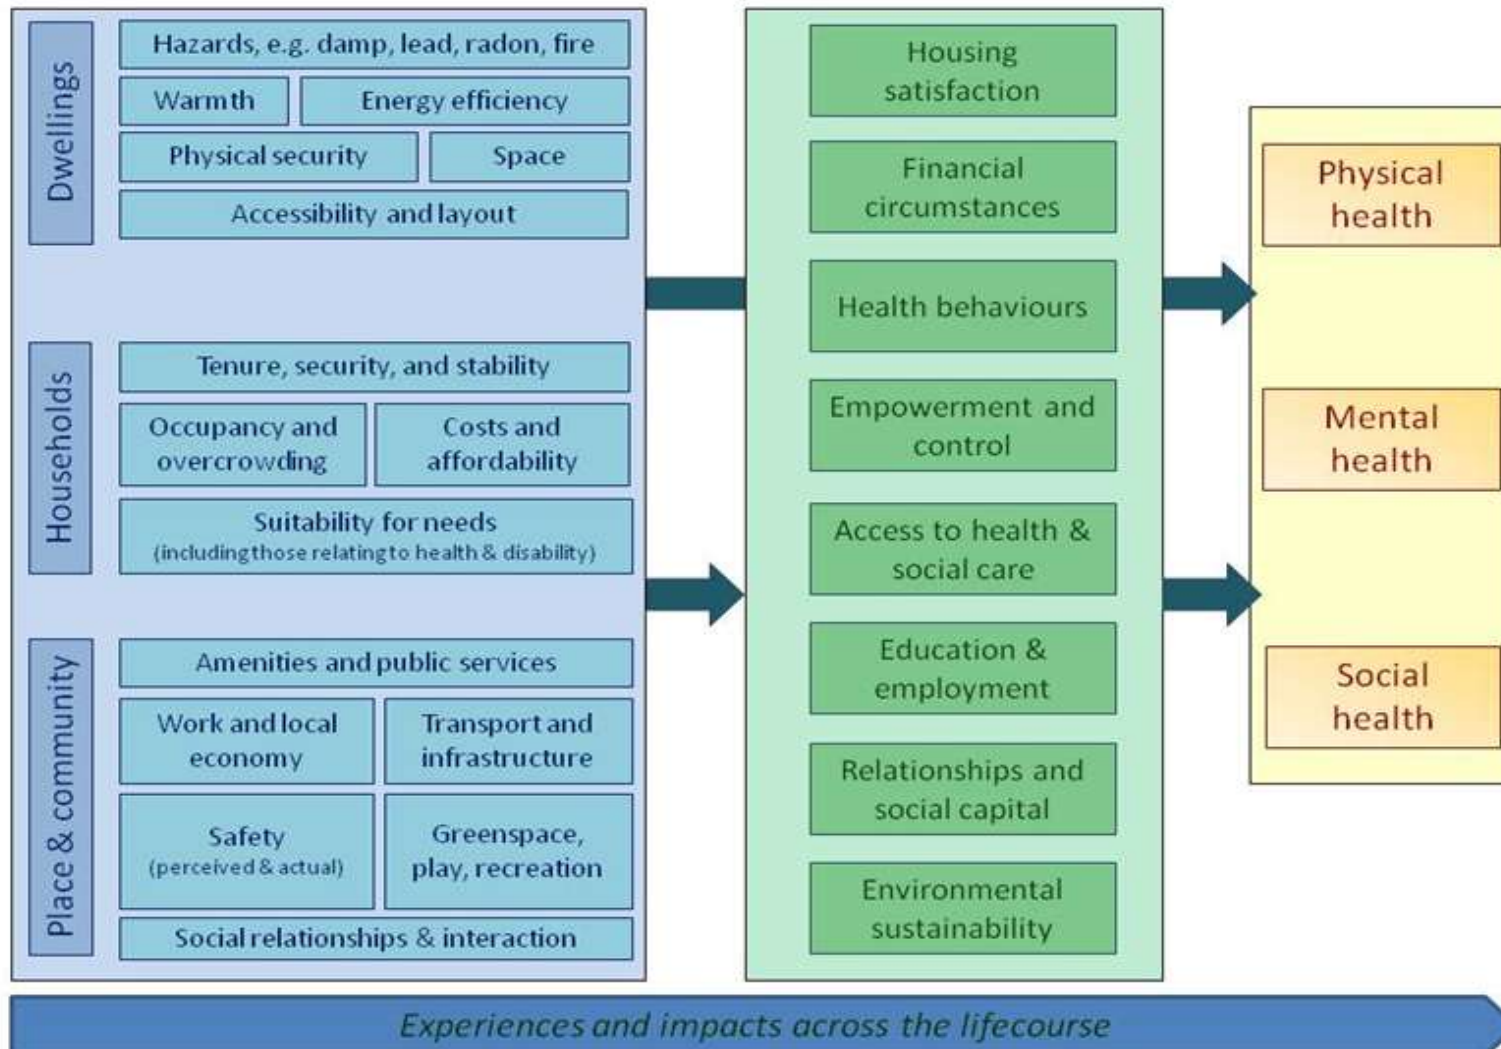 Dwellings
Hazards, e.g. damp, lead, radon, fire
Warmth
Energy efficiency
Physical security
Space
Accessibility and layout
Households
Tenure, security, and stability
Occupancy and
overcrowding
Costs and
affordability
Suitability for needs
(including those relating to health & disability)
Place & community
Amenities and public services
Work and local
economy
Transport and
infrastructure
Safety
(perceived & actual)
Greenspace,
play, recreation
Social relationships & interaction
Housing
satisfaction
Financial
circumstances
Health behaviours
Empowerment and
control
Access to health &
social care
Education &
employment
Relationships and
social capital
Environmental
sustainability
Physical
health
Mental
health
Social
health
Experiences and impacts across the lifecourse